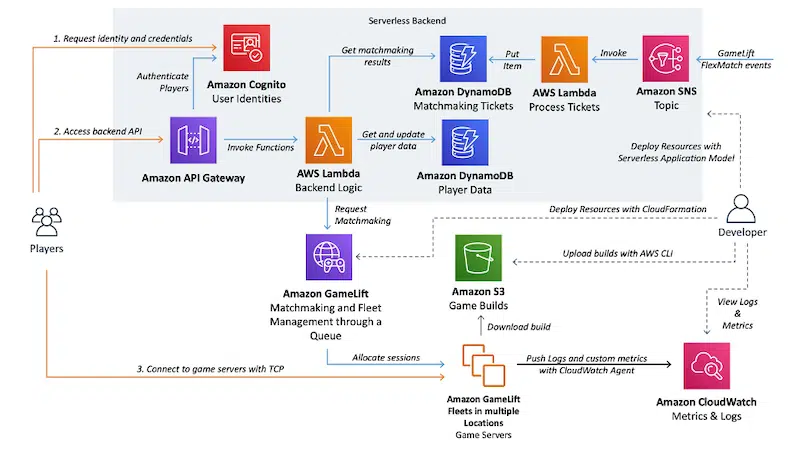 Serverless Backend
1. Request identity and credentials
Amazon Cognito
User Identities
Authenticate
Players
Get matchmaking
results
Amazon DynamoDB
Matchmaking Tickets
Put
Item
AWS Lambda
Process Tickets
Invoke
Amazon SNS
Topic
GameLift
FlexMatch events
2. Access backend API
Amazon API Gateway
Invoke Functions
AWS Lambda
Backend Logic
Get and update
player data
Amazon DynamoDB
Player Data
Deploy Resources with
Serverless Application Model
Request
Matchmaking
Deploy Resources with CloudFormation
Players
Developer
Amazon GameLift
Matchmaking and Fleet
Management through a
Queue
Upload builds with AWS CLI
Amazon S3
Game Builds
View Logs
&
Metrics
Download build
Allocate sessions
3. Connect to game servers with TCP
Amazon GameLift
Fleets in multiple
Locations
Game Servers
Push Logs and custom metrics
with CloudWatch Agent
Amazon CloudWatch
Metrics & Logs